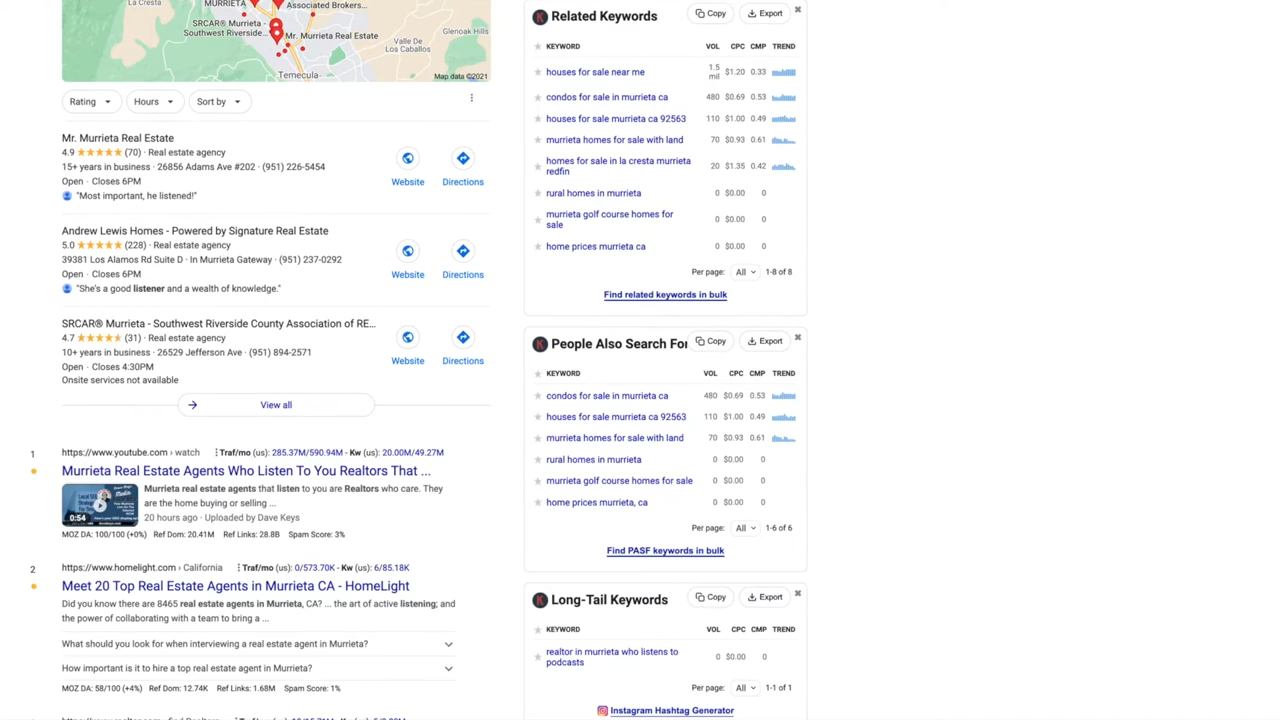 La Cresta
MURRIETA
Associated Brokers...
SRCAR® Murrieta -
Southwest Riverside...
Mr. Murrieta Real Estate
Valle De
Los Caballos
Glenoak Hills
Temecula
Map data ©2021
Rating
Hours
Sort by
Mr. Murrieta Real Estate
4.9 (70) · Real estate agency
15+ years in business · 26856 Adams Ave #202 · (951) 226-5454
Open · Closes 6PM
"Most important, he listened!"
Website
Directions
Andrew Lewis Homes - Powered by Signature Real Estate
5.0 (228) · Real estate agency
39381 Los Alamos Rd Suite D · In Murrieta Gateway · (951) 237-0292
Open · Closes 6PM
"She's a good listener and a wealth of knowledge."
Website
Directions
SRCAR® Murrieta - Southwest Riverside County Association of RE...
4.7 (31) · Real estate agency
10+ years in business · 26529 Jefferson Ave · (951) 894-2571
Open · Closes 4:30PM
Onsite services not available
Website
Directions
View all
1
https://www.youtube.com › watch Traf/mo (us): 285.37M/590.94M - Kw (us): 20.00M/49.27M
Murrieta Real Estate Agents Who Listen To You Realtors That ...
0:54
Murrieta real estate agents that listen to you are Realtors who care. They
are the home buying or selling ...
20 hours ago · Uploaded by Dave Keys
MOZ DA: 100/100 (+0%) Ref Dom: 20.41M Ref Links: 28.8B Spam Score: 3%
2
https://www.homelight.com › California Traf/mo (us): 0/573.70K - Kw (us): 6/85.18K
Meet 20 Top Real Estate Agents in Murrieta CA - HomeLight
Did you know there are 8465 real estate agents in Murrieta, CA? ... the art of active listening; and
the power of collaborating with a team to bring a ...
What should you look for when interviewing a real estate agent in Murrieta?
How important is it to hire a top real estate agent in Murrieta?
MOZ DA: 58/100 (+4%) Ref Dom: 12.74K Ref Links: 1.68M Spam Score: 1%
Related Keywords
Copy
Export
KEYWORD VOL CPC CMP TREND
houses for sale near me 1.5 mil $1.20 0.33
condos for sale in murrieta ca 480 $0.69 0.53
houses for sale murrieta ca 92563 110 $1.00 0.49
murrieta homes for sale with land 70 $0.93 0.61
homes for sale in la cresta murrieta
redfin 20 $1.35 0.42
rural homes in murrieta 0 $0.00 0
murrieta golf course homes for
sale 0 $0.00 0
home prices murrieta ca 0 $0.00 0
Per page: All 1-8 of 8
Find related keywords in bulk
People Also Search For
Copy
Export
KEYWORD VOL CPC CMP TREND
condos for sale in murrieta ca 480 $0.69 0.53
houses for sale murrieta ca 92563 110 $1.00 0.49
murrieta homes for sale with land 70 $0.93 0.61
rural homes in murrieta 0 $0.00 0
murrieta golf course homes for sale 0 $0.00 0
home prices murrieta, ca 0 $0.00 0
Per page: All 1-6 of 6
Find PASF keywords in bulk
Long-Tail Keywords
Copy
Export
KEYWORD VOL CPC CMP TREND
realtor in murrieta who listens to
podcasts 0 $0.00 0
Per page: All 1-1 of 1
Instagram Hashtag Generator